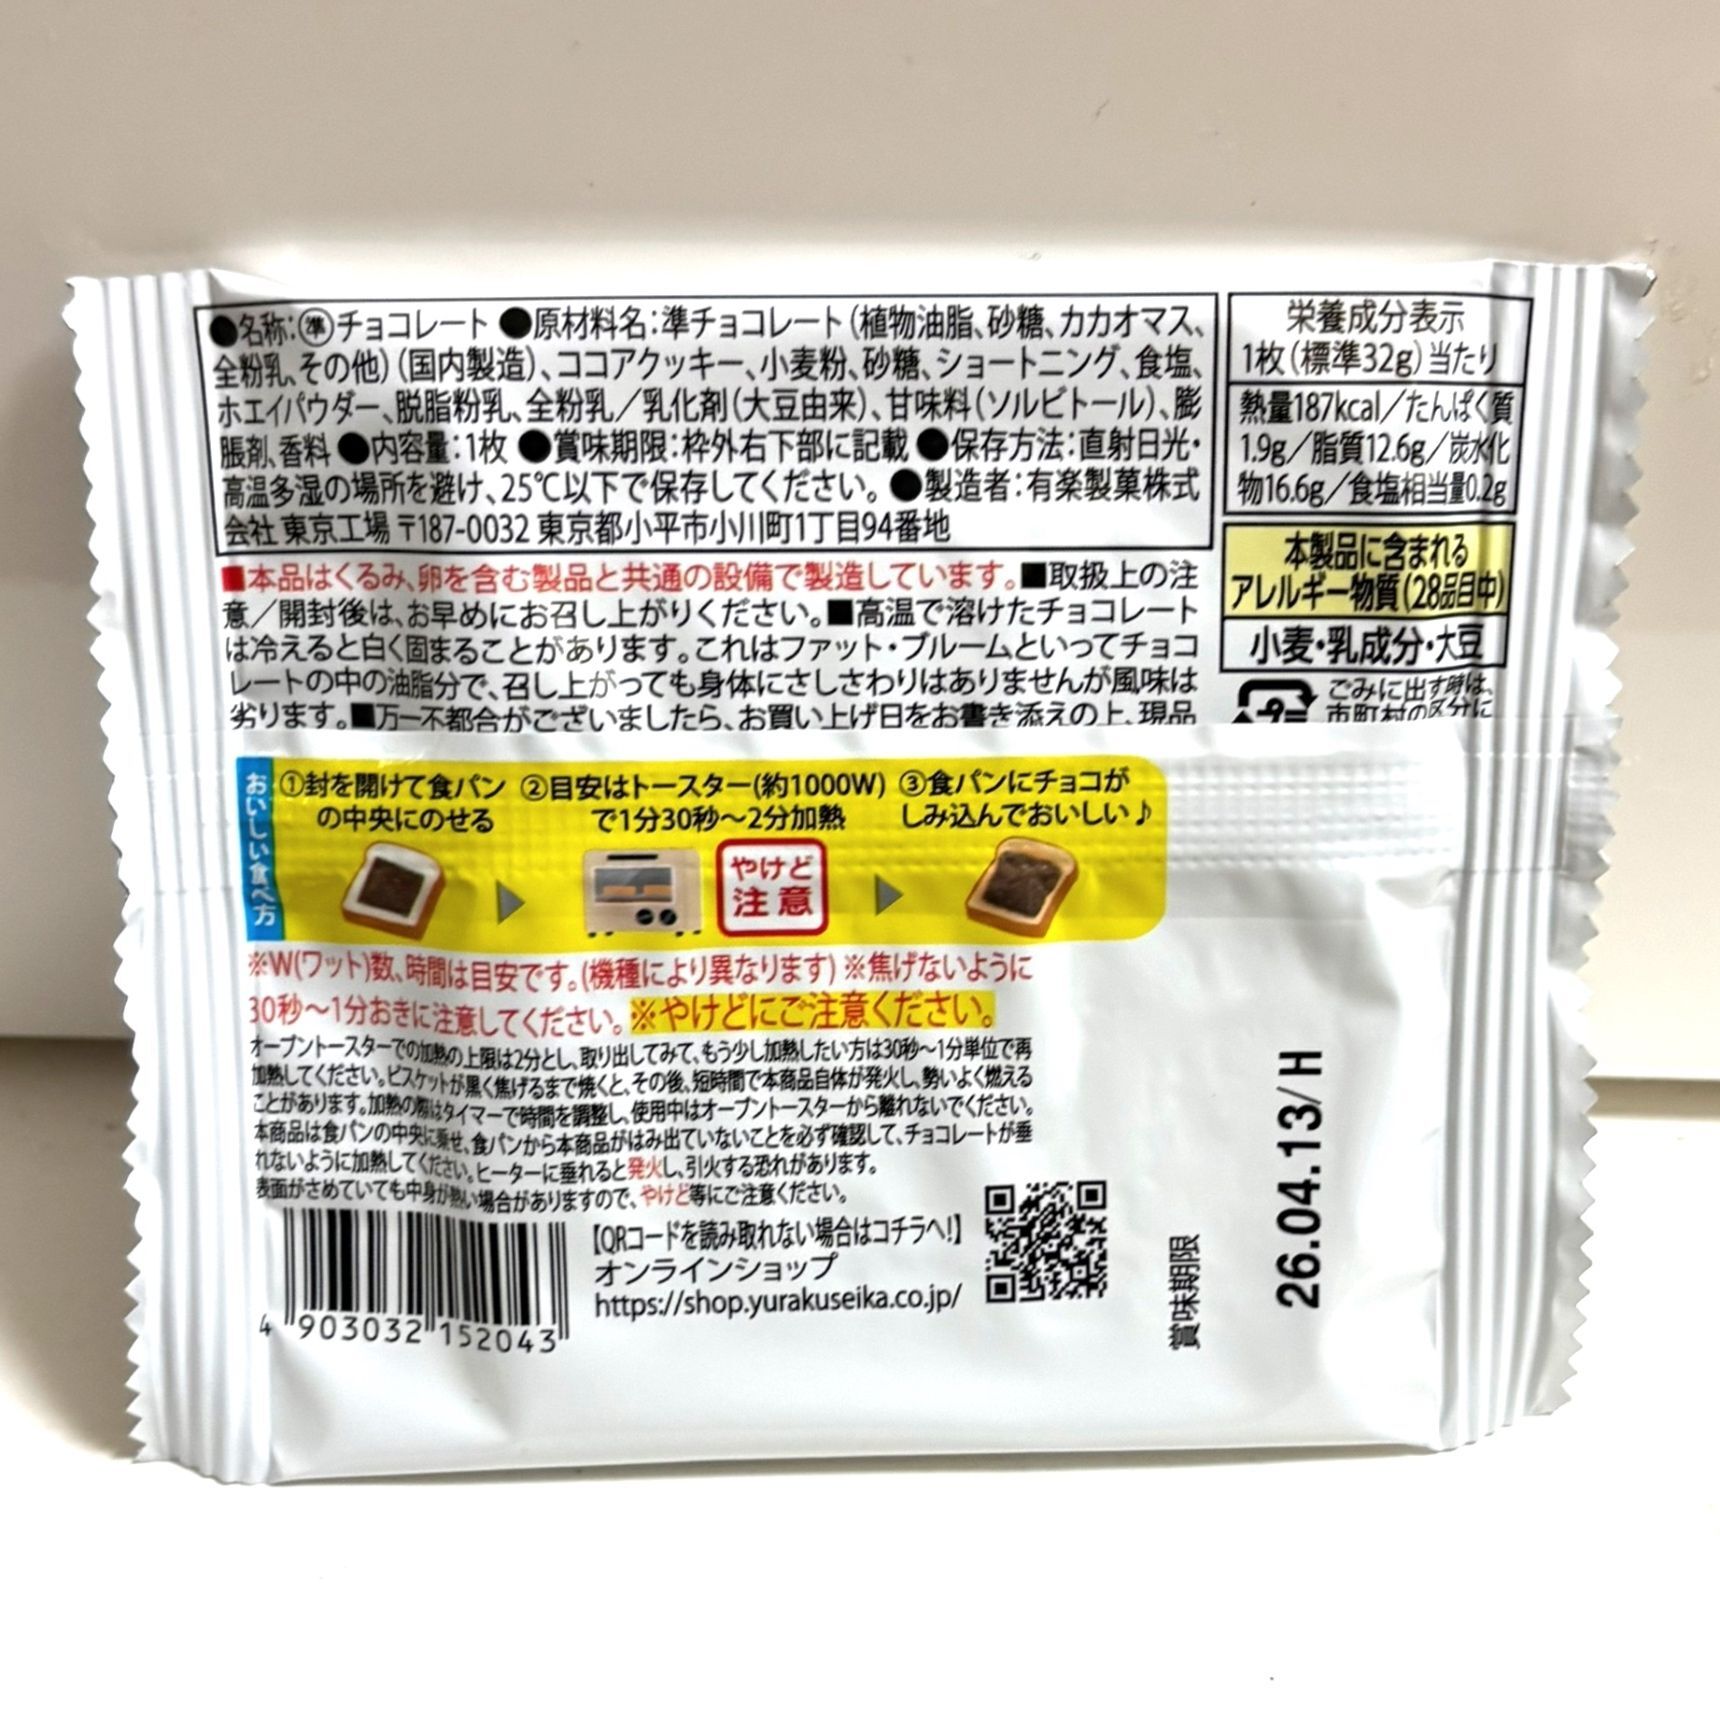 ●名称:㊜チョコレート ●原材料名:準チョコレート(植物油脂、砂糖、カカオマス、
全粉乳、その他)(国内製造)、ココアクッキー、小麦粉、砂糖、ショートニング、食塩、
ホエイパウダー、脱脂粉乳、全粉乳/乳化剤(大豆由来)、甘味料(ソルビトール)、膨
脹剤、香料 ●内容量:1枚 ●賞味期限:枠外右下部に記載 ●保存方法:直射日光・
高温多湿の場所を避け、25℃以下で保存してください。 ●製造者:有楽製菓株式
会社 東京工場 〒187-0032 東京都小平市小川町1丁目94番地
栄養成分表示
1枚(標準32g)当たり
熱量187kcal/たんぱく質
1.9g/脂質12.6g/炭水化
物16.6g/食塩相当量0.2g
本製品に含まれる
アレルギー物質(28品目中)
小麦・乳成分・大豆
■本品はくるみ、卵を含む製品と共通の設備で製造しています。■取扱上の注
意/開封後は、お早めにお召し上がりください。■高温で溶けたチョコレート
は冷えると白く固まることがあります。これはファット・ブルームといってチョコ
レートの中の油脂分で、召し上がっても身体にさしさわりはありませんが風味は
劣ります。■万一不都合がございましたら、お買い上げ日をお書き添えの上、現品
ごみに出す時は、
市町村の区分に
おいしい食べ方
①封を開けて食パン
の中央にのせる
②目安はトースター(約1000W)
で1分30秒〜2分加熱
やけど
注意
③食パンにチョコが
しみ込んでおいしい♪
※W(ワット)数、時間は目安です。(機種により異なります) ※焦げないように
30秒〜1分おきに注意してください。※やけどにご注意ください。
オーブントースターでの加熱の上限は2分とし、取り出してみて、もう少し加熱したい方は30秒〜1分単位で再
加熱してください。ビスケットが黒く焦げるまで焼くと、その後、短時間で本商品自体が発火し、勢いよく燃える
ことがあります。加熱の際はタイマーで時間を調整し、使用中はオーブントースターから離れないでください。
本商品は食パンの中央に乗せ、食パンから本商品がはみ出ていないことを必ず確認して、チョコレートが垂
れないように加熱してください。ヒーターに垂れると発火し、引火する恐れがあります。
表面がさめていても中身が熱い場合がありますので、やけど等にご注意ください。
4 903032 152043
【QRコードを読み取れない場合はコチラへ!】
オンラインショップ
https://shop.yurakuseika.co.jp/
賞味期限
26.04.13/H